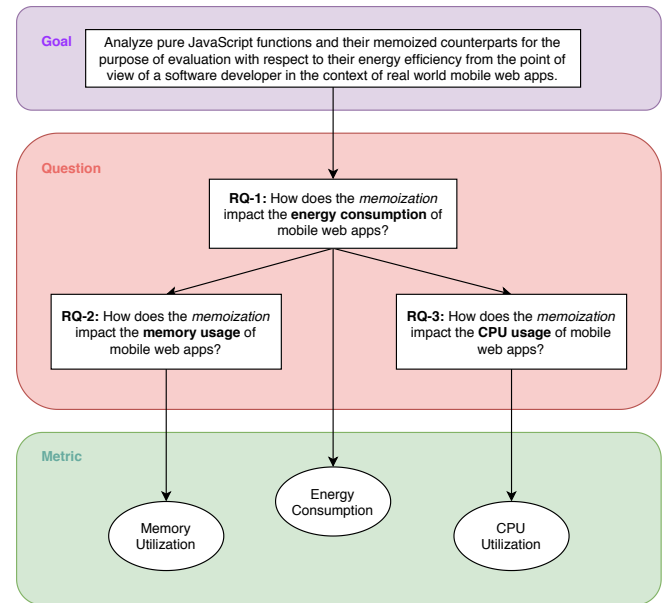 Goal
Analyze pure JavaScript functions and their memoized counterparts for the
purpose of evaluation with respect to their energy efficiency from the point of
view of a software developer in the context of real world mobile web apps.
Question
RQ-1: How does the memoization
impact the energy consumption of
mobile web apps?
RQ-2: How does the memoization
impact the memory usage of
mobile web apps?
RQ-3: How does the memoization
impact the CPU usage of mobile
web apps?
Metric
Energy
Consumption
Memory
Utilization
CPU
Utilization